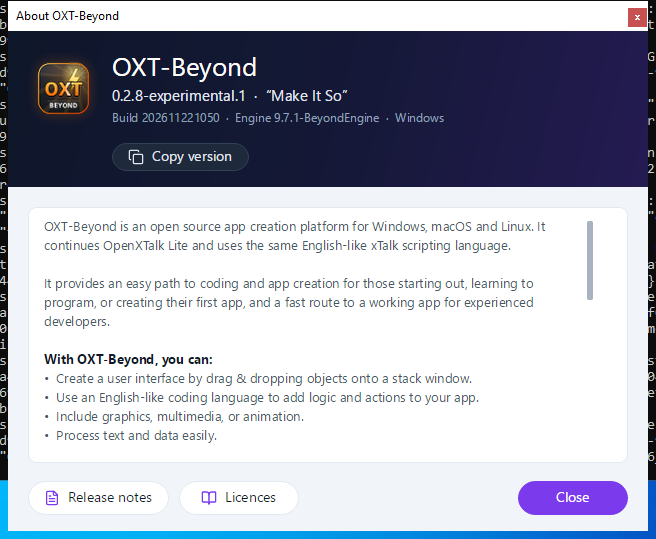 About OXT-Beyond
x
OXT
BEYOND
OXT-Beyond
0.2.8-experimental.1 · “Make It So”
Build 202611221050 · Engine 9.7.1-BeyondEngine · Windows
Copy version
OXT-Beyond is an open source app creation platform for Windows, macOS and Linux. It
continues OpenXTalk Lite and uses the same English-like xTalk scripting language.
It provides an easy path to coding and app creation for those starting out, learning to
program, or creating their first app, and a fast route to a working app for experienced
developers.
With OXT-Beyond, you can:
• Create a user interface by drag & dropping objects onto a stack window.
• Use an English-like coding language to add logic and actions to your app.
• Include graphics, multimedia, or animation.
• Process text and data easily.
Release notes
Licences
Close